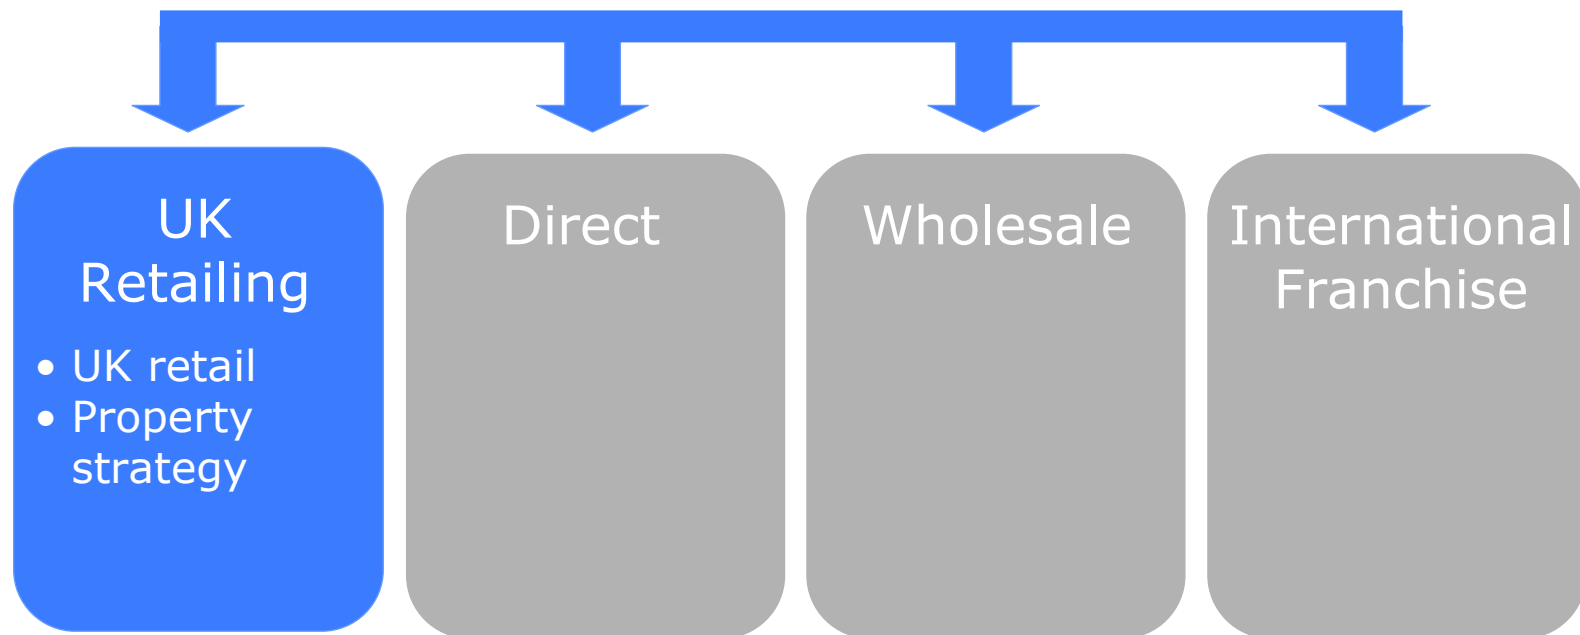 UK
Retailing
• UK retail
• Property
strategy
Direct
Wholesale
International
Franchise